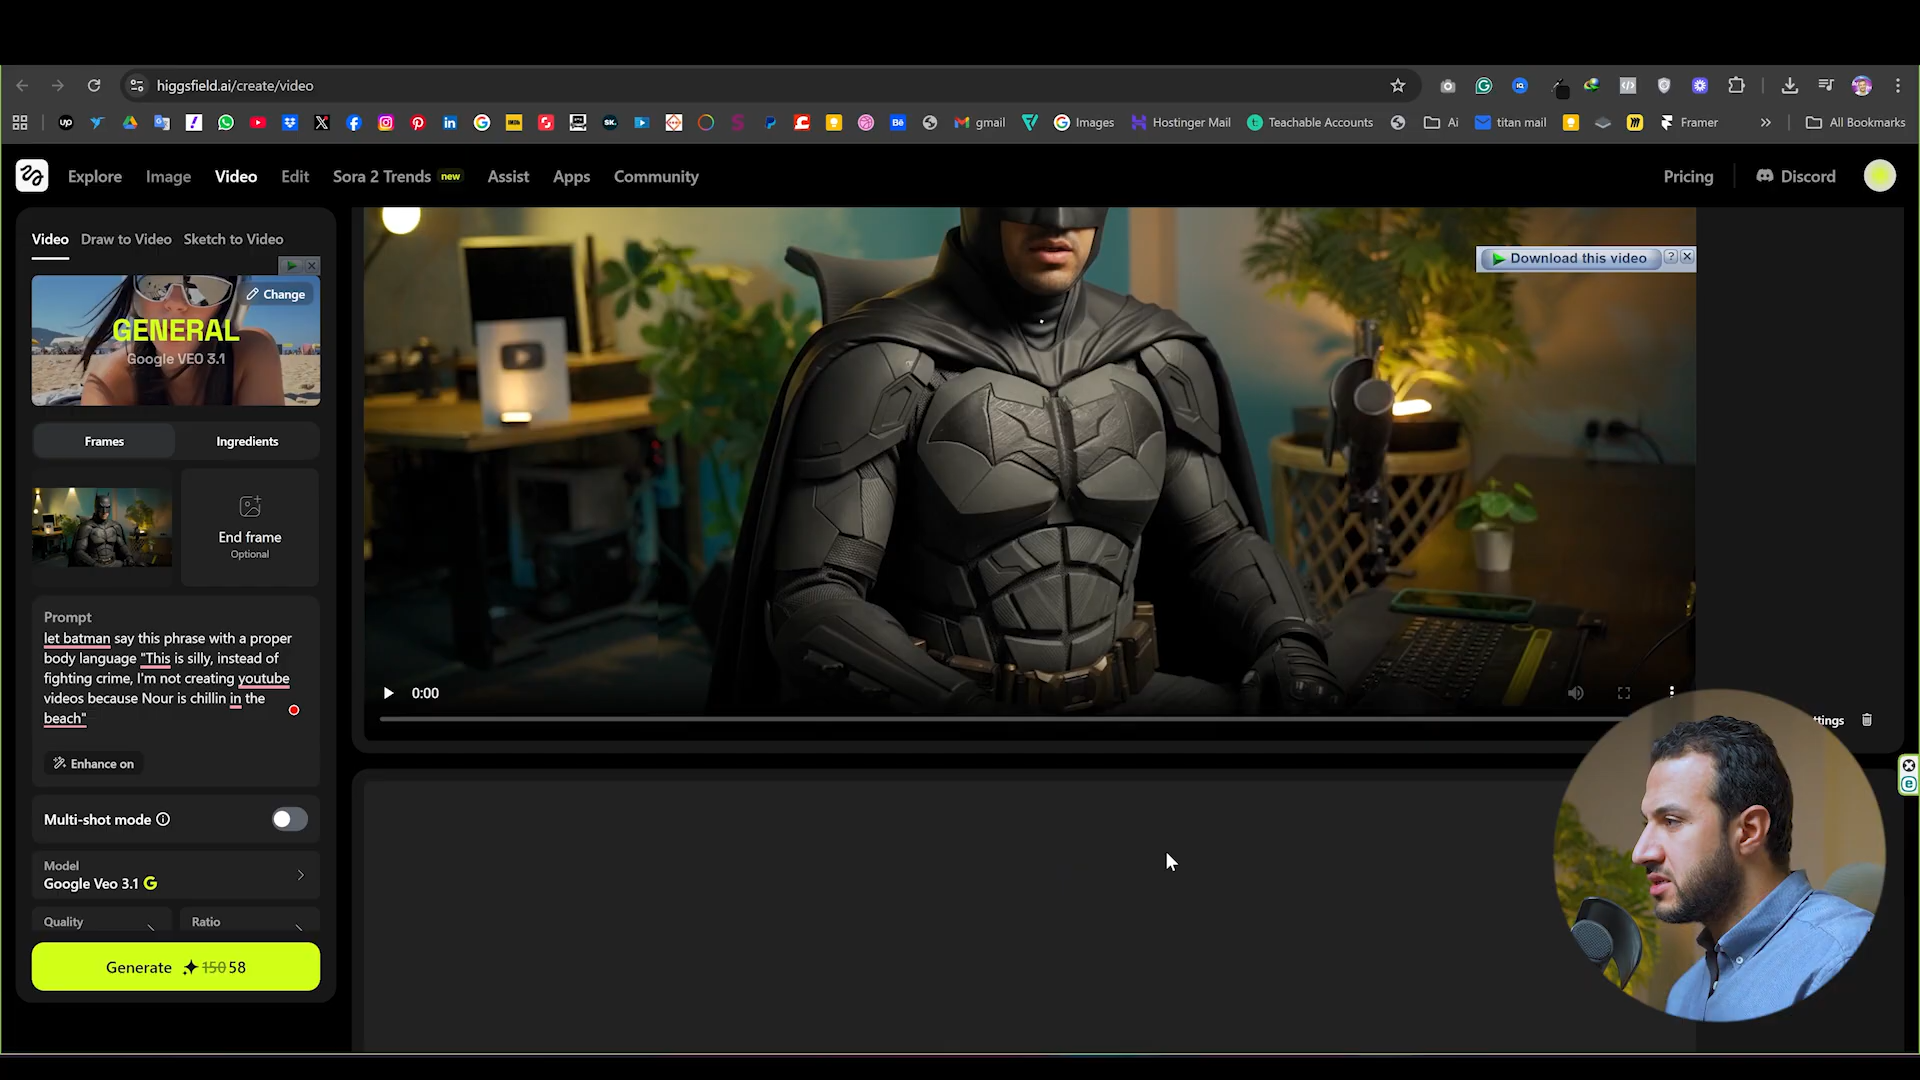 higgsfield.ai/create/video
gmail
Images
Hostinger Mail
Teachable Accounts
Ai
titan mail
Framer
All Bookmarks
Explore
Image
Video
Edit
Sora 2 Trends new
Assist
Apps
Community
Pricing
Discord
Video
Draw to Video
Sketch to Video
Change
GENERAL
Google VEO 3.1
Frames
Ingredients
End frame
Optional
Prompt
let batman say this phrase with a proper
body language "This is silly, instead of
fighting crime, I'm not creating youtube
videos because Nour is chillin in the
beach"
Enhance on
Multi-shot mode
Model
Google Veo 3.1
Quality
Ratio
Generate 150 58
Download this video
?
0:00
ttings